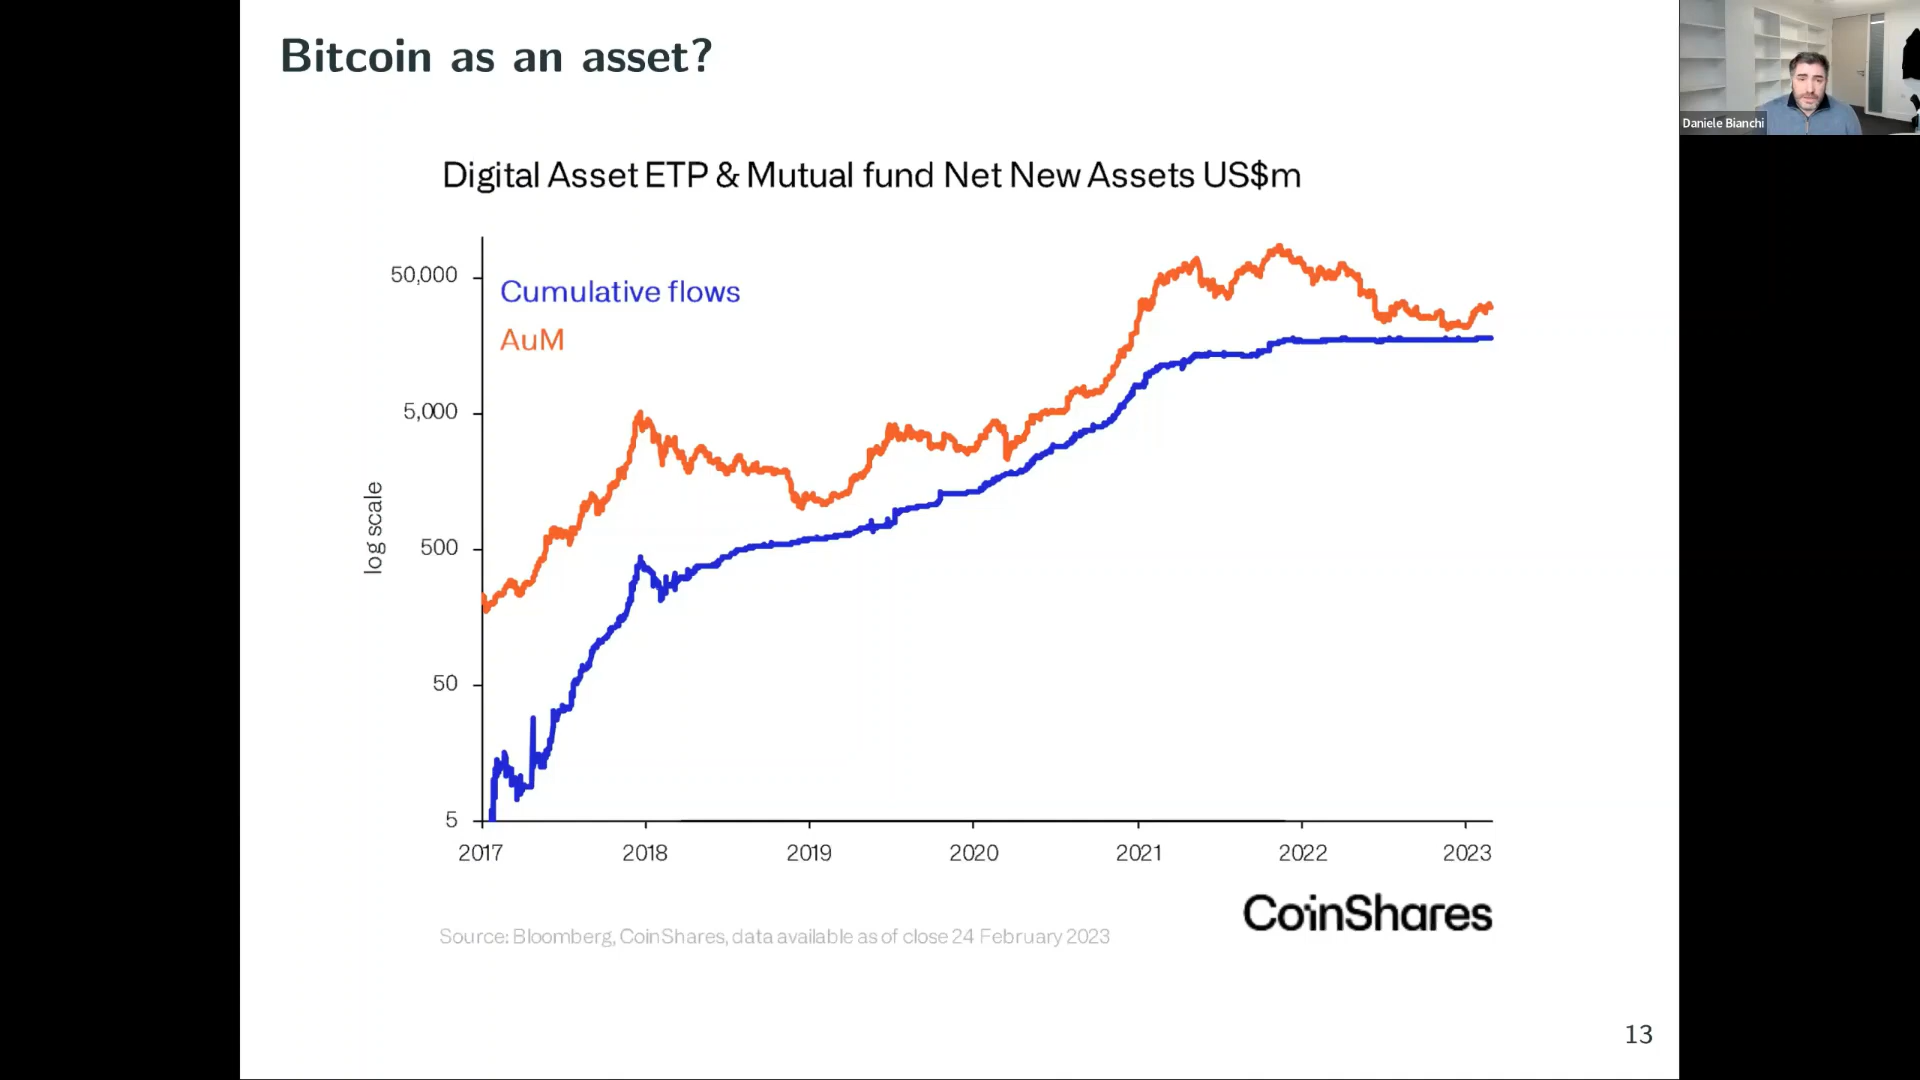 Bitcoin as an asset?
Daniele Bianchi
Digital Asset ETP & Mutual fund Net New Assets US$m
50,000
Cumulative flows
AuM
5,000
log scale
500
50
5
2017 2018 2019 2020 2021 2022 2023
CoinShares
Source: Bloomberg, CoinShares, data available as of close 24 February 2023
13